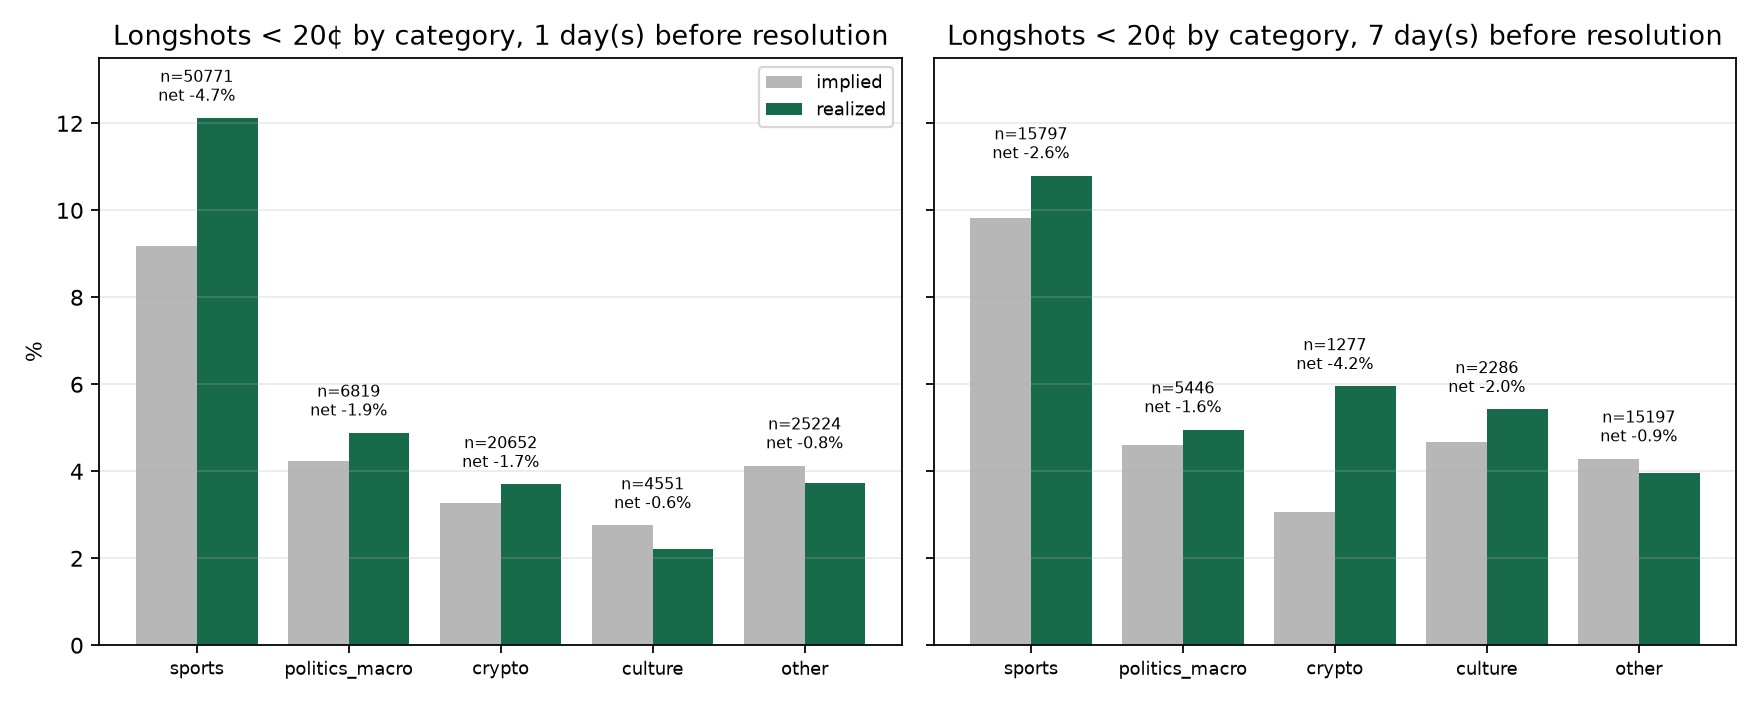 Longshots < 20¢ by category, 1 day(s) before resolution
implied
realized
%
12
10
8
6
4
2
0
n=50771
net -4.7%
n=6819
net -1.9%
n=20652
net -1.7%
n=4551
net -0.6%
n=25224
net -0.8%
sports
politics_macro
crypto
culture
other
Longshots < 20¢ by category, 7 day(s) before resolution
n=15797
net -2.6%
n=5446
net -1.6%
n=1277
net -4.2%
n=2286
net -2.0%
n=15197
net -0.9%
sports
politics_macro
crypto
culture
other